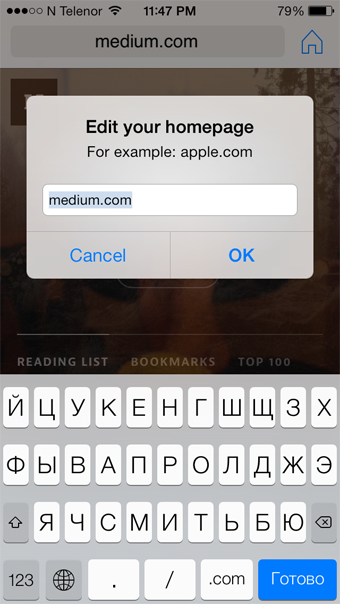 N Telenor 11:47 PM 79%
medium.com
Edit your homepage
For example: apple.com
medium.com
Cancel OK
READING LIST BOOKMARKS TOP 100
Й Ц У К Е Н Г Ш Щ З Х
Ф Ы В А П Р О Л Д Ж Э
Я Ч С М И Т Ь Б Ю
123 . / .com Готово